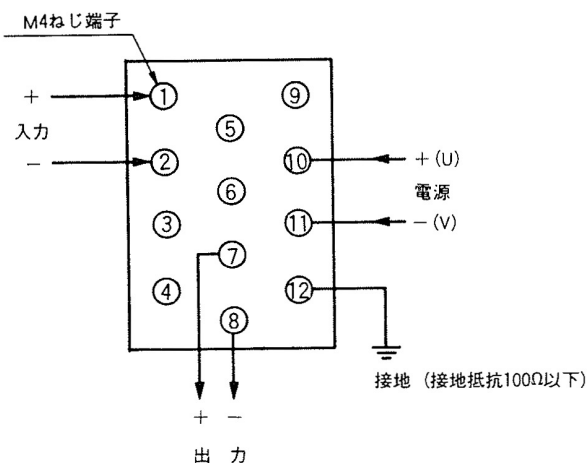 M4ねじ端子
+
入力
−
①
②
③
④
⑤
⑥
⑦
⑧
⑨
⑩
⑪
⑫
+(U)
電源
−(V)
接地 (接地抵抗100Ω以下)
+ −
出 力